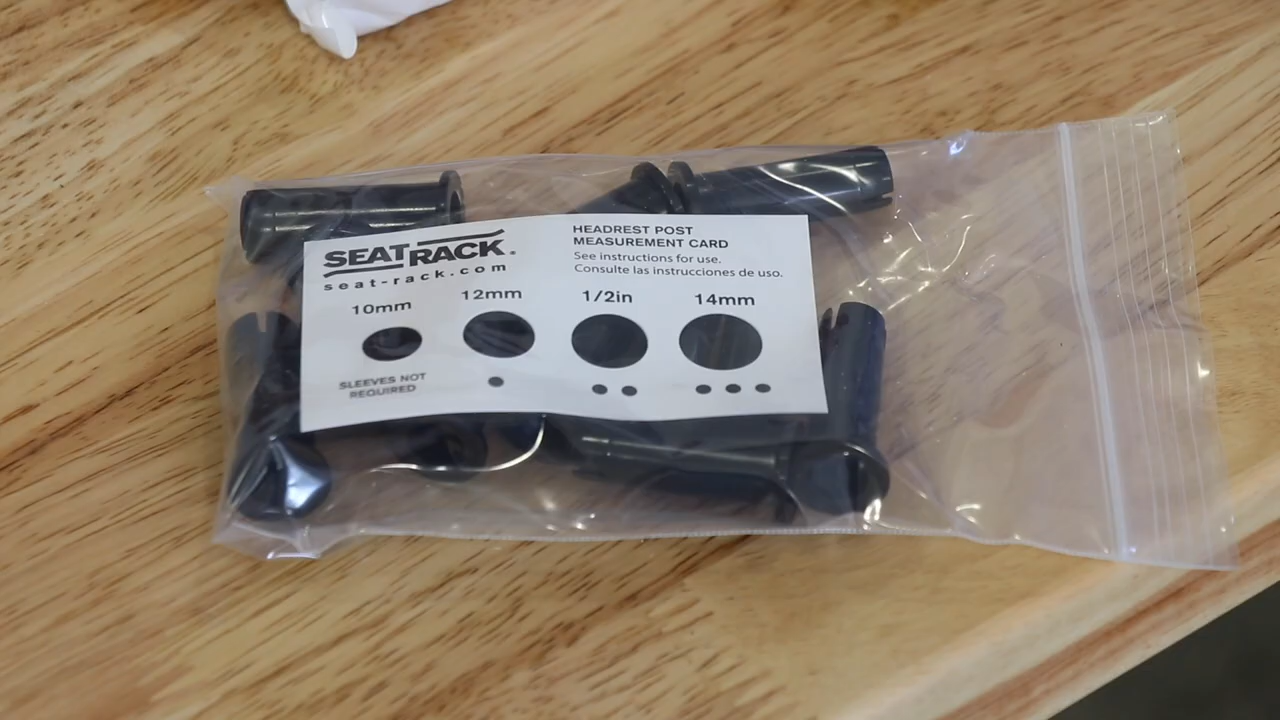 SEATRACK.
seat-rack.com
HEADREST POST
MEASUREMENT CARD
See instructions for use.
Consulte las instrucciones de uso.
10mm
12mm
1/2in
14mm
SLEEVES NOT
REQUIRED